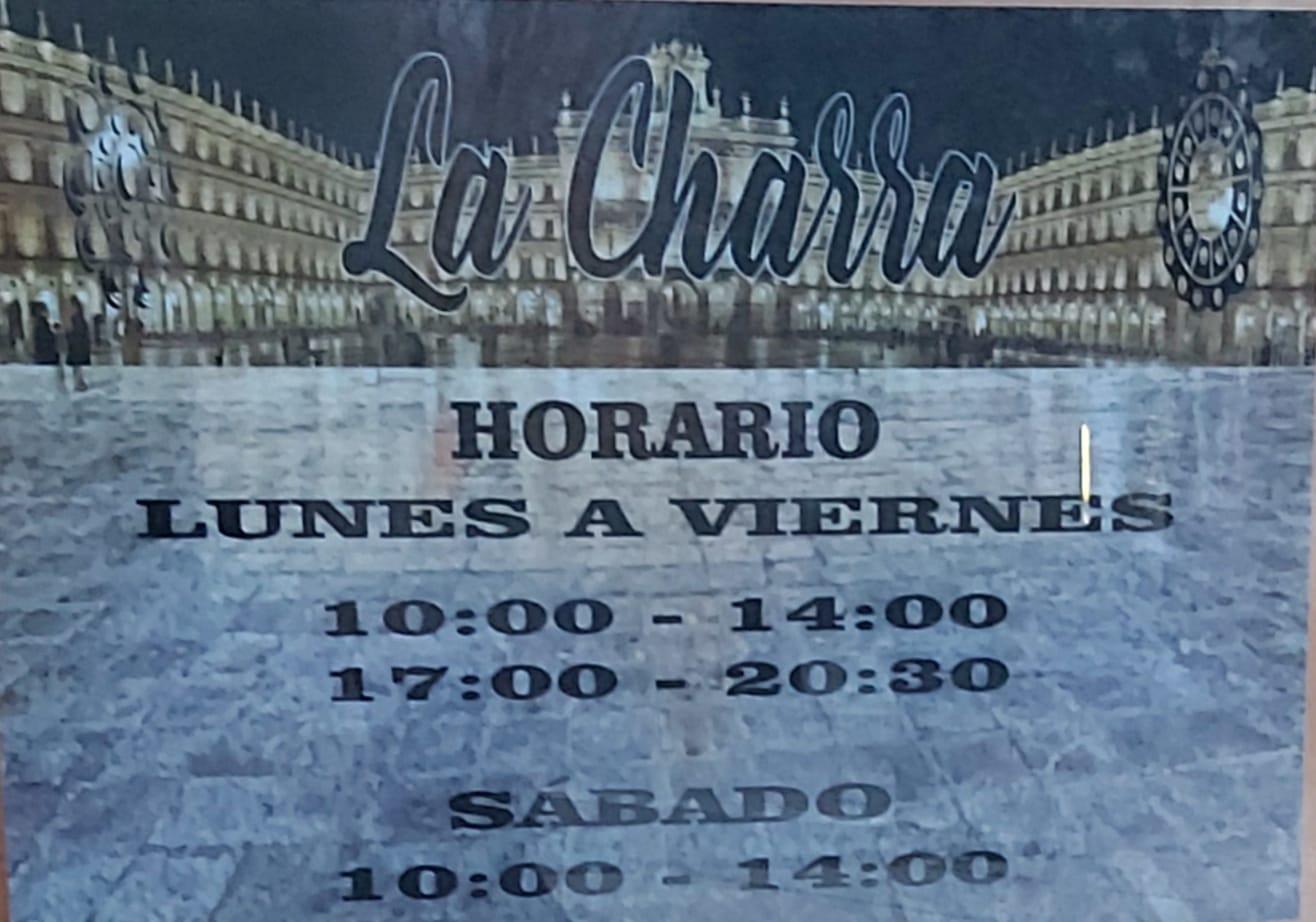 La Charra
HORARIO
LUNES A VIERNES
10:00 - 14:00
17:00 - 20:30
SÁBADO
10:00 - 14:00